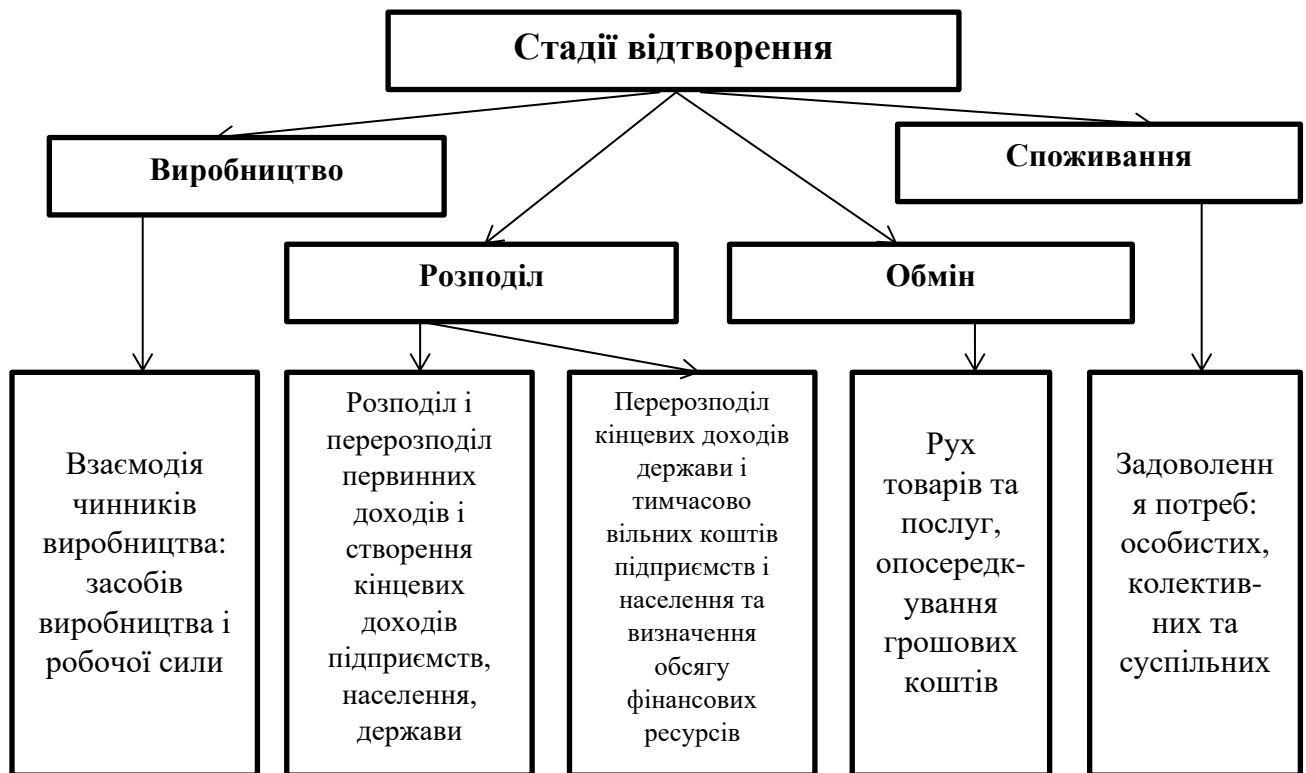 Стадії відтворення
Виробництво
Споживання
Розподіл
Обмін
Взаємодія
чинників
виробництва:
засобів
виробництва і
робочої сили
Розподіл і
перерозподіл
первинних
доходів і
створення
кінцевих
доходів
підприємств,
населення,
держави
Перерозподіл
кінцевих доходів
держави і
тимчасово
вільних коштів
підприємств і
населення та
визначення
обсягу
фінансових
ресурсів
Рух
товарів та
послуг,
опосередк-
ування
грошових
коштів
Задоволенн
я потреб:
особистих,
колектив-
них та
суспільних